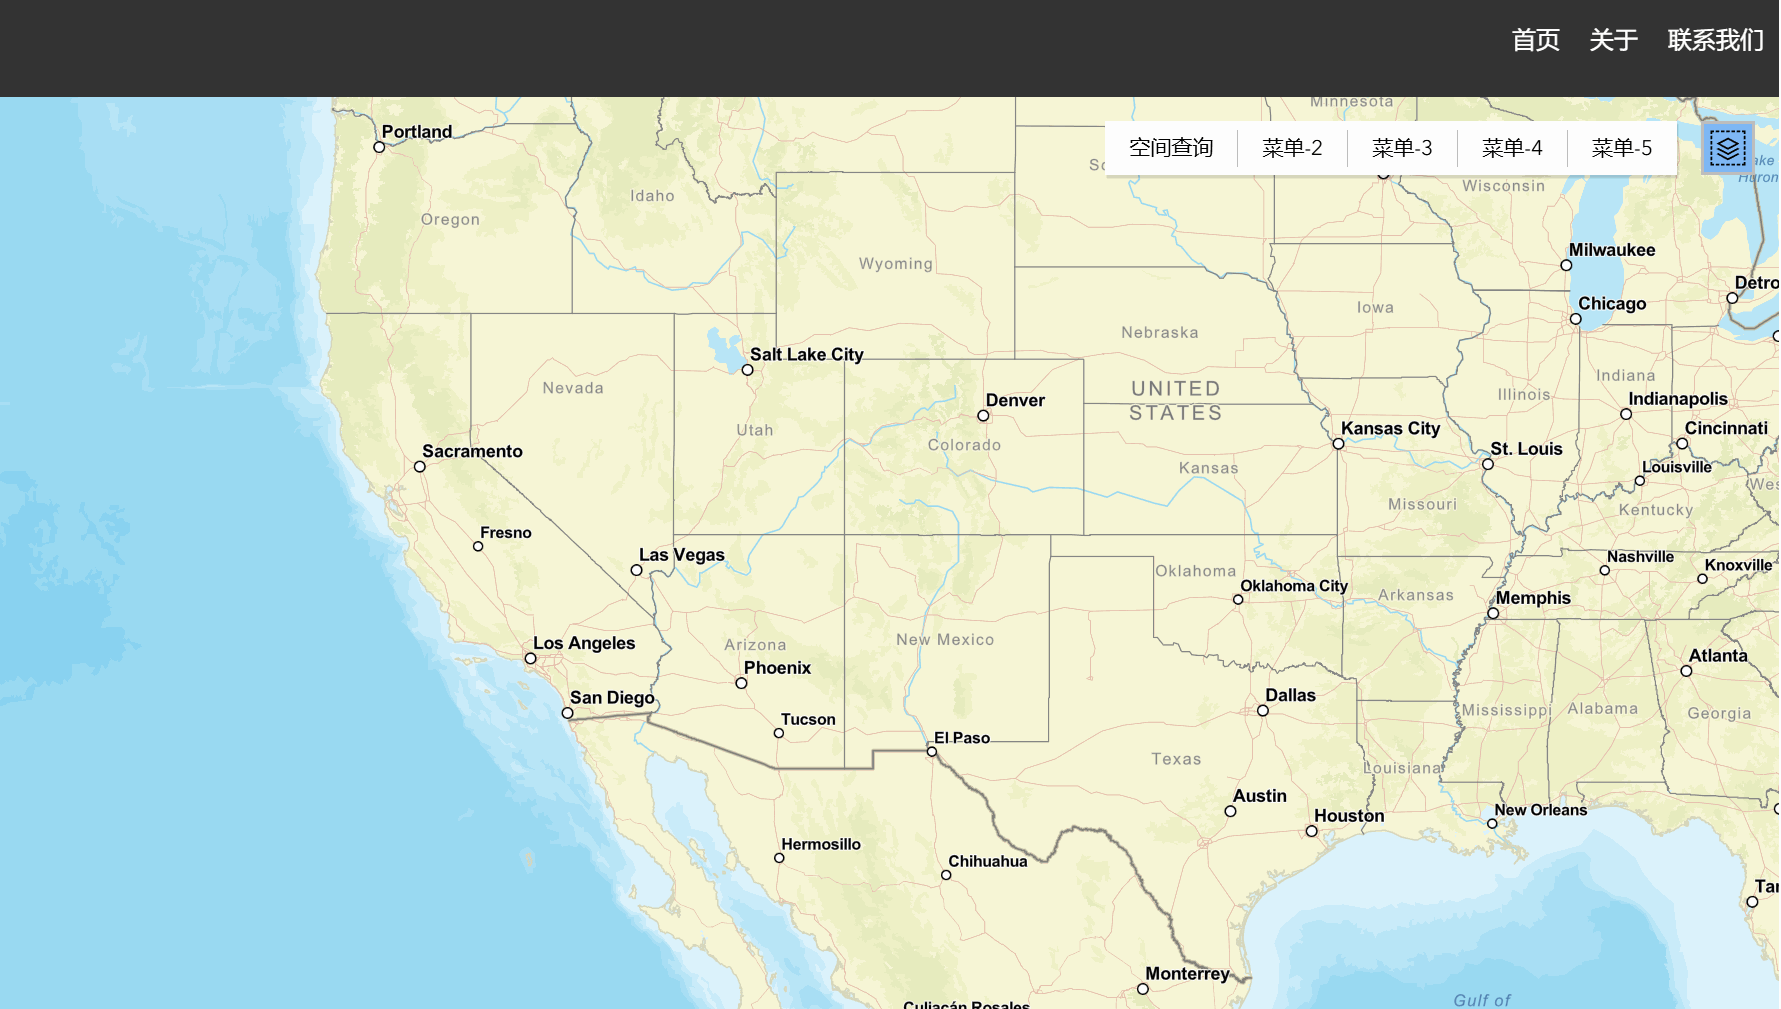 首页 关于 联系我们
Minnesota
Portland
空间查询 菜单-2 菜单-3 菜单-4 菜单-5
Huron
Wisconsin
Idaho
Oregon
Milwaukee
Wyoming
Chicago
Iowa
Nebraska
Salt Lake City
Indiana
Nevada
UNITED
STATES
Illinois
Denver
Indianapolis
Utah
Kansas City
Cincinnati
Colorado
Sacramento
St. Louis
Kansas
Louisville
Missouri
Kentucky
Fresno
Las Vegas
Nashville
Knoxville
Oklahoma
Oklahoma City
Arkansas
Memphis
Los Angeles
Arizona
New Mexico
Atlanta
Phoenix
San Diego
Dallas
Mississippi
Alabama
Georgia
Tucson
El Paso
Texas
Louisiana
Austin
New Orleans
Houston
Hermosillo
Chihuahua
Monterrey
Gulf of
Culiacán Rosales